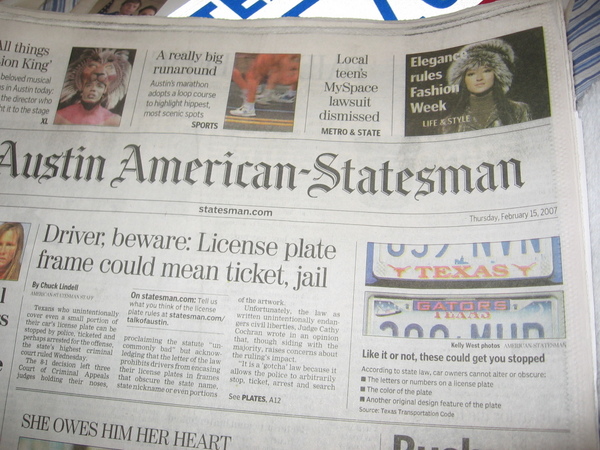 All things
ion King'
beloved musical
s in Austin today:
the director who
ht it to the stage
XL
A really big
runaround
Austin's marathon
adopts a loop course
to highlight hippest,
most scenic spots
SPORTS
Local
teen's
MySpace
lawsuit
dismissed
METRO & STATE
Elegance
rules
Fashion
Week
LIFE & STYLE
Austin American-Statesman
statesman.com
Thursday, February 15, 2007
Driver, beware: License plate
frame could mean ticket, jail
By Chuck Lindell
AMERICAN-STATESMAN STAFF
Texans who unintentionally
cover even a small portion of
their car's license plate can be
stopped by police, ticketed and
perhaps arrested for the offense,
the state's highest criminal
court ruled Wednesday.
The 8-1 decision left three
Court of Criminal Appeals
judges holding their noses,
On statesman.com: Tell us
what you think of the license
plate rules at statesman.com/
talkofaustin.
proclaiming the statute "un-
commonly bad" but acknow-
ledging that the letter of the law
prohibits drivers from encasing
their license plates in frames
that obscure the state name,
state nickname or even portions
of the artwork.
Unfortunately, the law as
written unintentionally endan-
gers civil liberties, Judge Cathy
Cochran wrote in an opinion
that, though siding with the
majority, raises concerns about
the ruling's impact.
"It is a 'gotcha' law because it
allows the police to arbitrarily
stop, ticket, arrest and search
See PLATES, A12
TEXAS
GATORS
TEXAS
Kelly West photos AMERICAN-STATESMAN
Like it or not, these could get you stopped
According to state law, car owners cannot alter or obscure:
■ The letters or numbers on a license plate
■ The color of the plate
■ Another original design feature of the plate
Source: Texas Transportation Code
SHE OWES HIM HER HEART